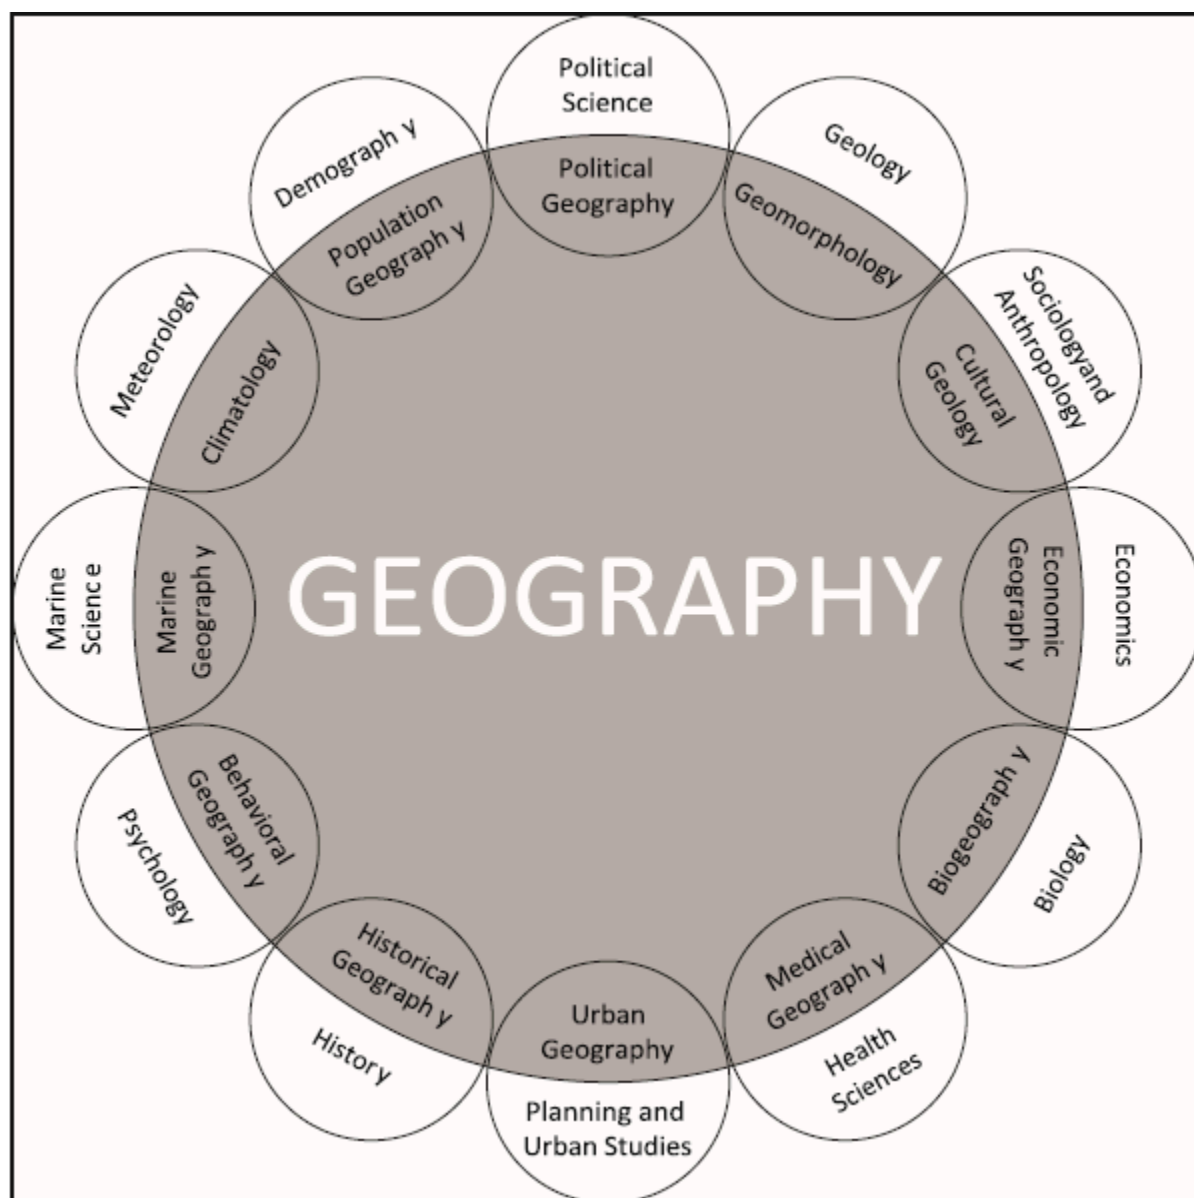 Political
Science
Political
Geography
Geology
Geomorphology
Sociologyand
Anthropology
Cultural
Geology
Economics
Economic
Geograph y
Biology
Biogeograph y
Health
Sciences
Medical
Geograph y
Urban
Geography
Planning and
Urban Studies
Historical
Geograph y
History
Behavioral
Geograph y
Psychology
Marine
Science
Marine
Geograph y
Meteorology
Climatology
Demograph y
Population
Geograph y
GEOGRAPHY